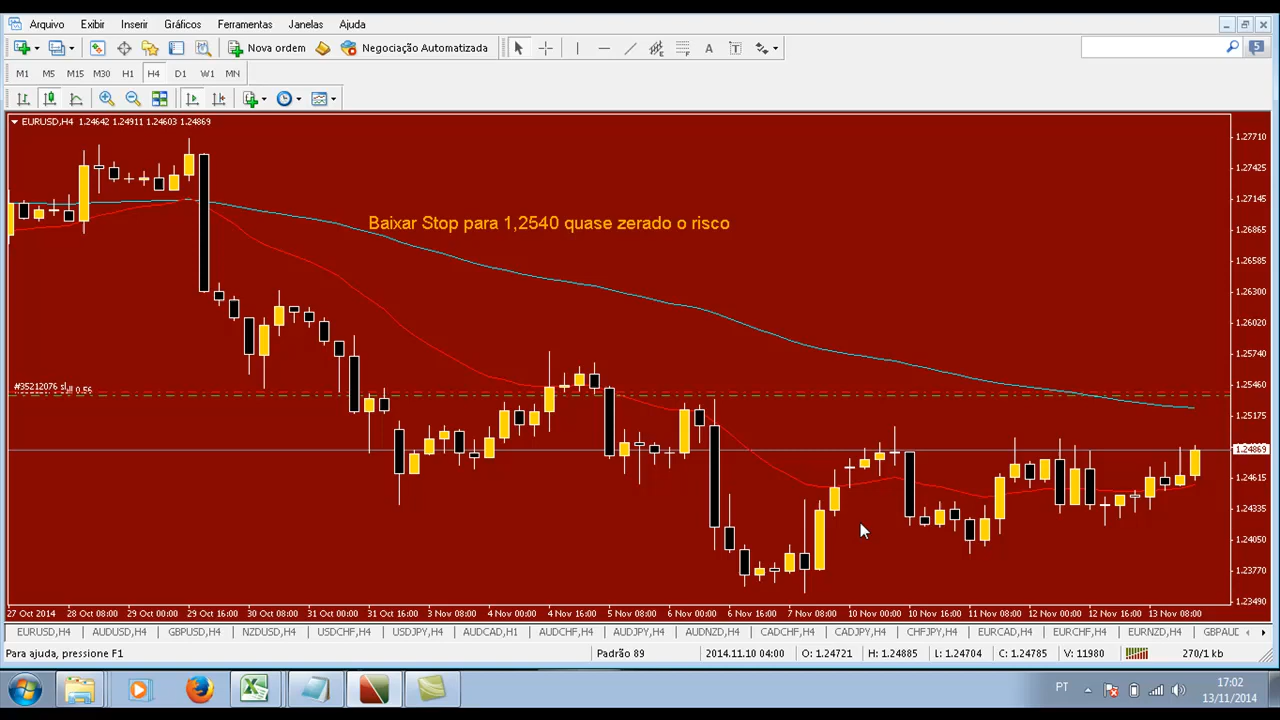 Arquivo Exibir Inserir Gráficos Ferramentas Janelas Ajuda
Nova ordem Negociação Automatizada A T 5
M1 M5 M15 M30 H1 H4 D1 W1 MN
EURUSD,H4 1.24642 1.24911 1.24603 1.24869
1.27710
1.27425
1.27145
Baixar Stop para 1,2540 quase zerado o risco
1.26865
1.26585
1.26300
1.26020
1.25740
#35212076 sl
0.56
1.25460
1.25175
1.24869
1.24615
1.24335
1.24050
1.23770
1.23490
27 Oct 2014 28 Oct 08:00 29 Oct 00:00 29 Oct 16:00 30 Oct 08:00 31 Oct 00:00 31 Oct 16:00 3 Nov 08:00 4 Nov 00:00 4 Nov 16:00 5 Nov 08:00 6 Nov 00:00 6 Nov 16:00 7 Nov 08:00 10 Nov 00:00 10 Nov 16:00 11 Nov 08:00 12 Nov 00:00 12 Nov 16:00 13 Nov 08:00
EURUSD,H4 AUDUSD,H4 GBPUSD,H4 NZDUSD,H4 USDCHF,H4 USDJPY,H4 AUDCAD,H1 AUDCHF,H4 AUDJPY,H4 AUDNZD,H4 CADCHF,H4 CADJPY,H4 CHFJPY,H4 EURCAD,H4 EURCHF,H4 EURNZD,H4 GBPAUD
Para ajuda, pressione F1 Padrão 89 2014.11.10 04:00 O: 1.24721 H: 1.24885 L: 1.24704 C: 1.24785 V: 11980 270/1 kb
PT 17:02
13/11/2014